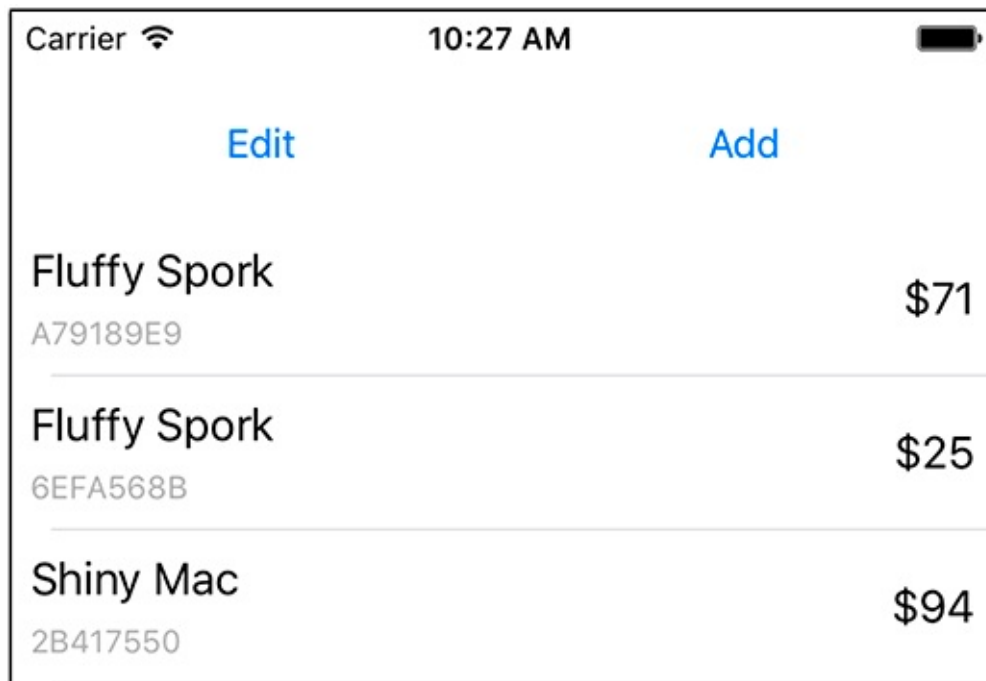 Carrier 10:27 AM
Edit Add
Fluffy Spork
$71
A79189E9
Fluffy Spork
$25
6EFA568B
Shiny Mac
$94
2B417550